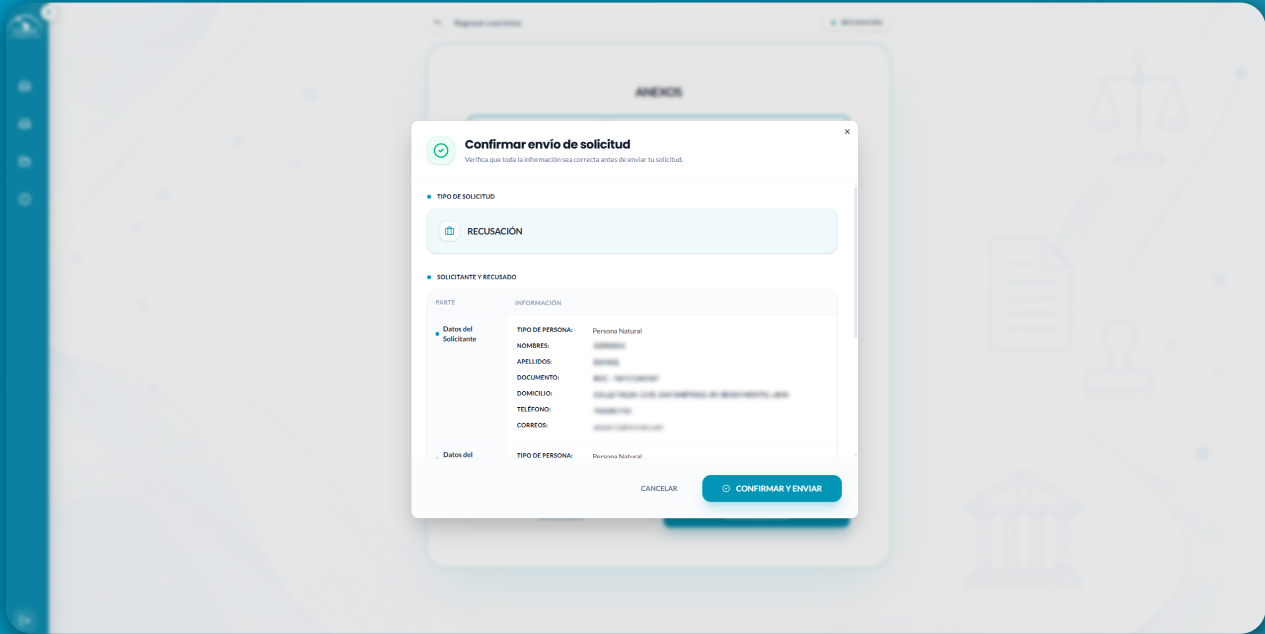 ANEXOS
Confirmar envío de solicitud
Verifica que toda la información sea correcta antes de enviar tu solicitud.
TIPO DE SOLICITUD
RECUSACIÓN
SOLICITANTE Y RECUSADO
PARTE INFORMACIÓN
Datos del Solicitante
TIPO DE PERSONA: Persona Natural
NOMBRES:
APELLIDOS:
DOCUMENTO:
DOMICILIO:
TELÉFONO:
CORREOS:
Datos del TIPO DE PERSONA: Persona Natural
CANCELAR CONFIRMAR Y ENVIAR